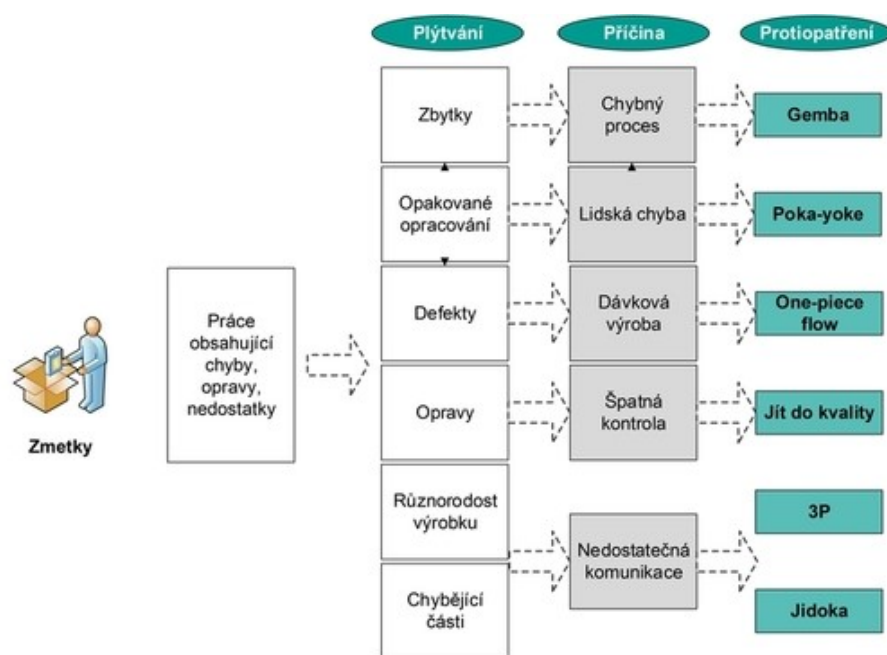 Plýtvání
Příčina
Protiopatření
Zbytky
Chybný
proces
Gemba
Opakované
opracování
Lidská chyba
Poka-yoke
Práce
obsahující
chyby,
opravy,
nedostatky
Zmetky
Defekty
Dávková
výroba
One-piece
flow
Opravy
Špatná
kontrola
Jít do kvality
Různorodost
výrobku
Chybějící
části
Nedostatečná
komunikace
3P
Jidoka